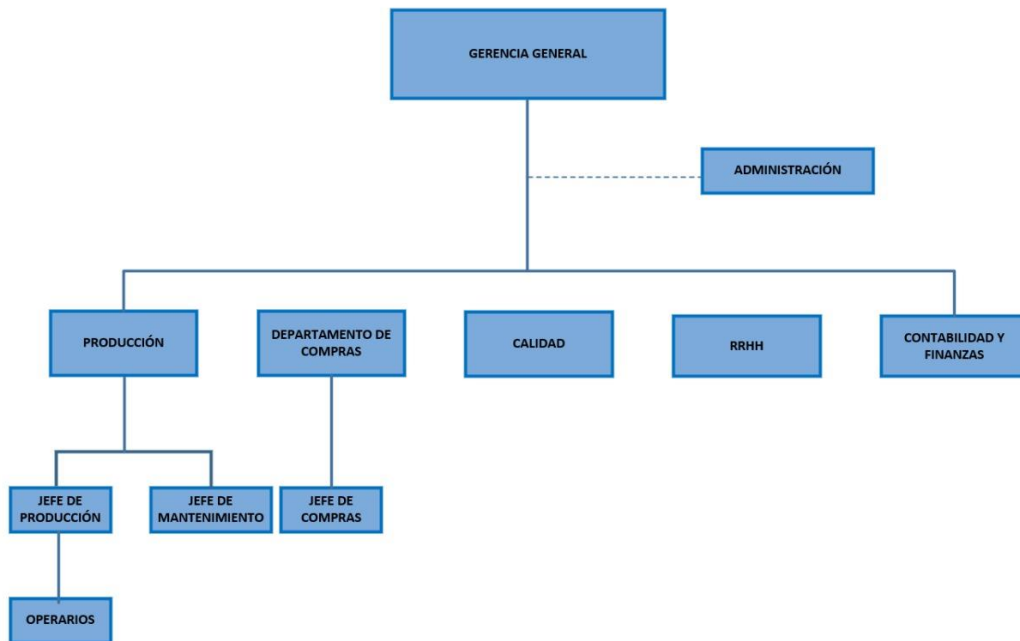 GERENCIA GENERAL
ADMINISTRACIÓN
PRODUCCIÓN
DEPARTAMENTO DE
COMPRAS
CALIDAD
RRHH
CONTABILIDAD Y
FINANZAS
JEFE DE
PRODUCCIÓN
JEFE DE
MANTENIMIENTO
JEFE DE
COMPRAS
OPERARIOS